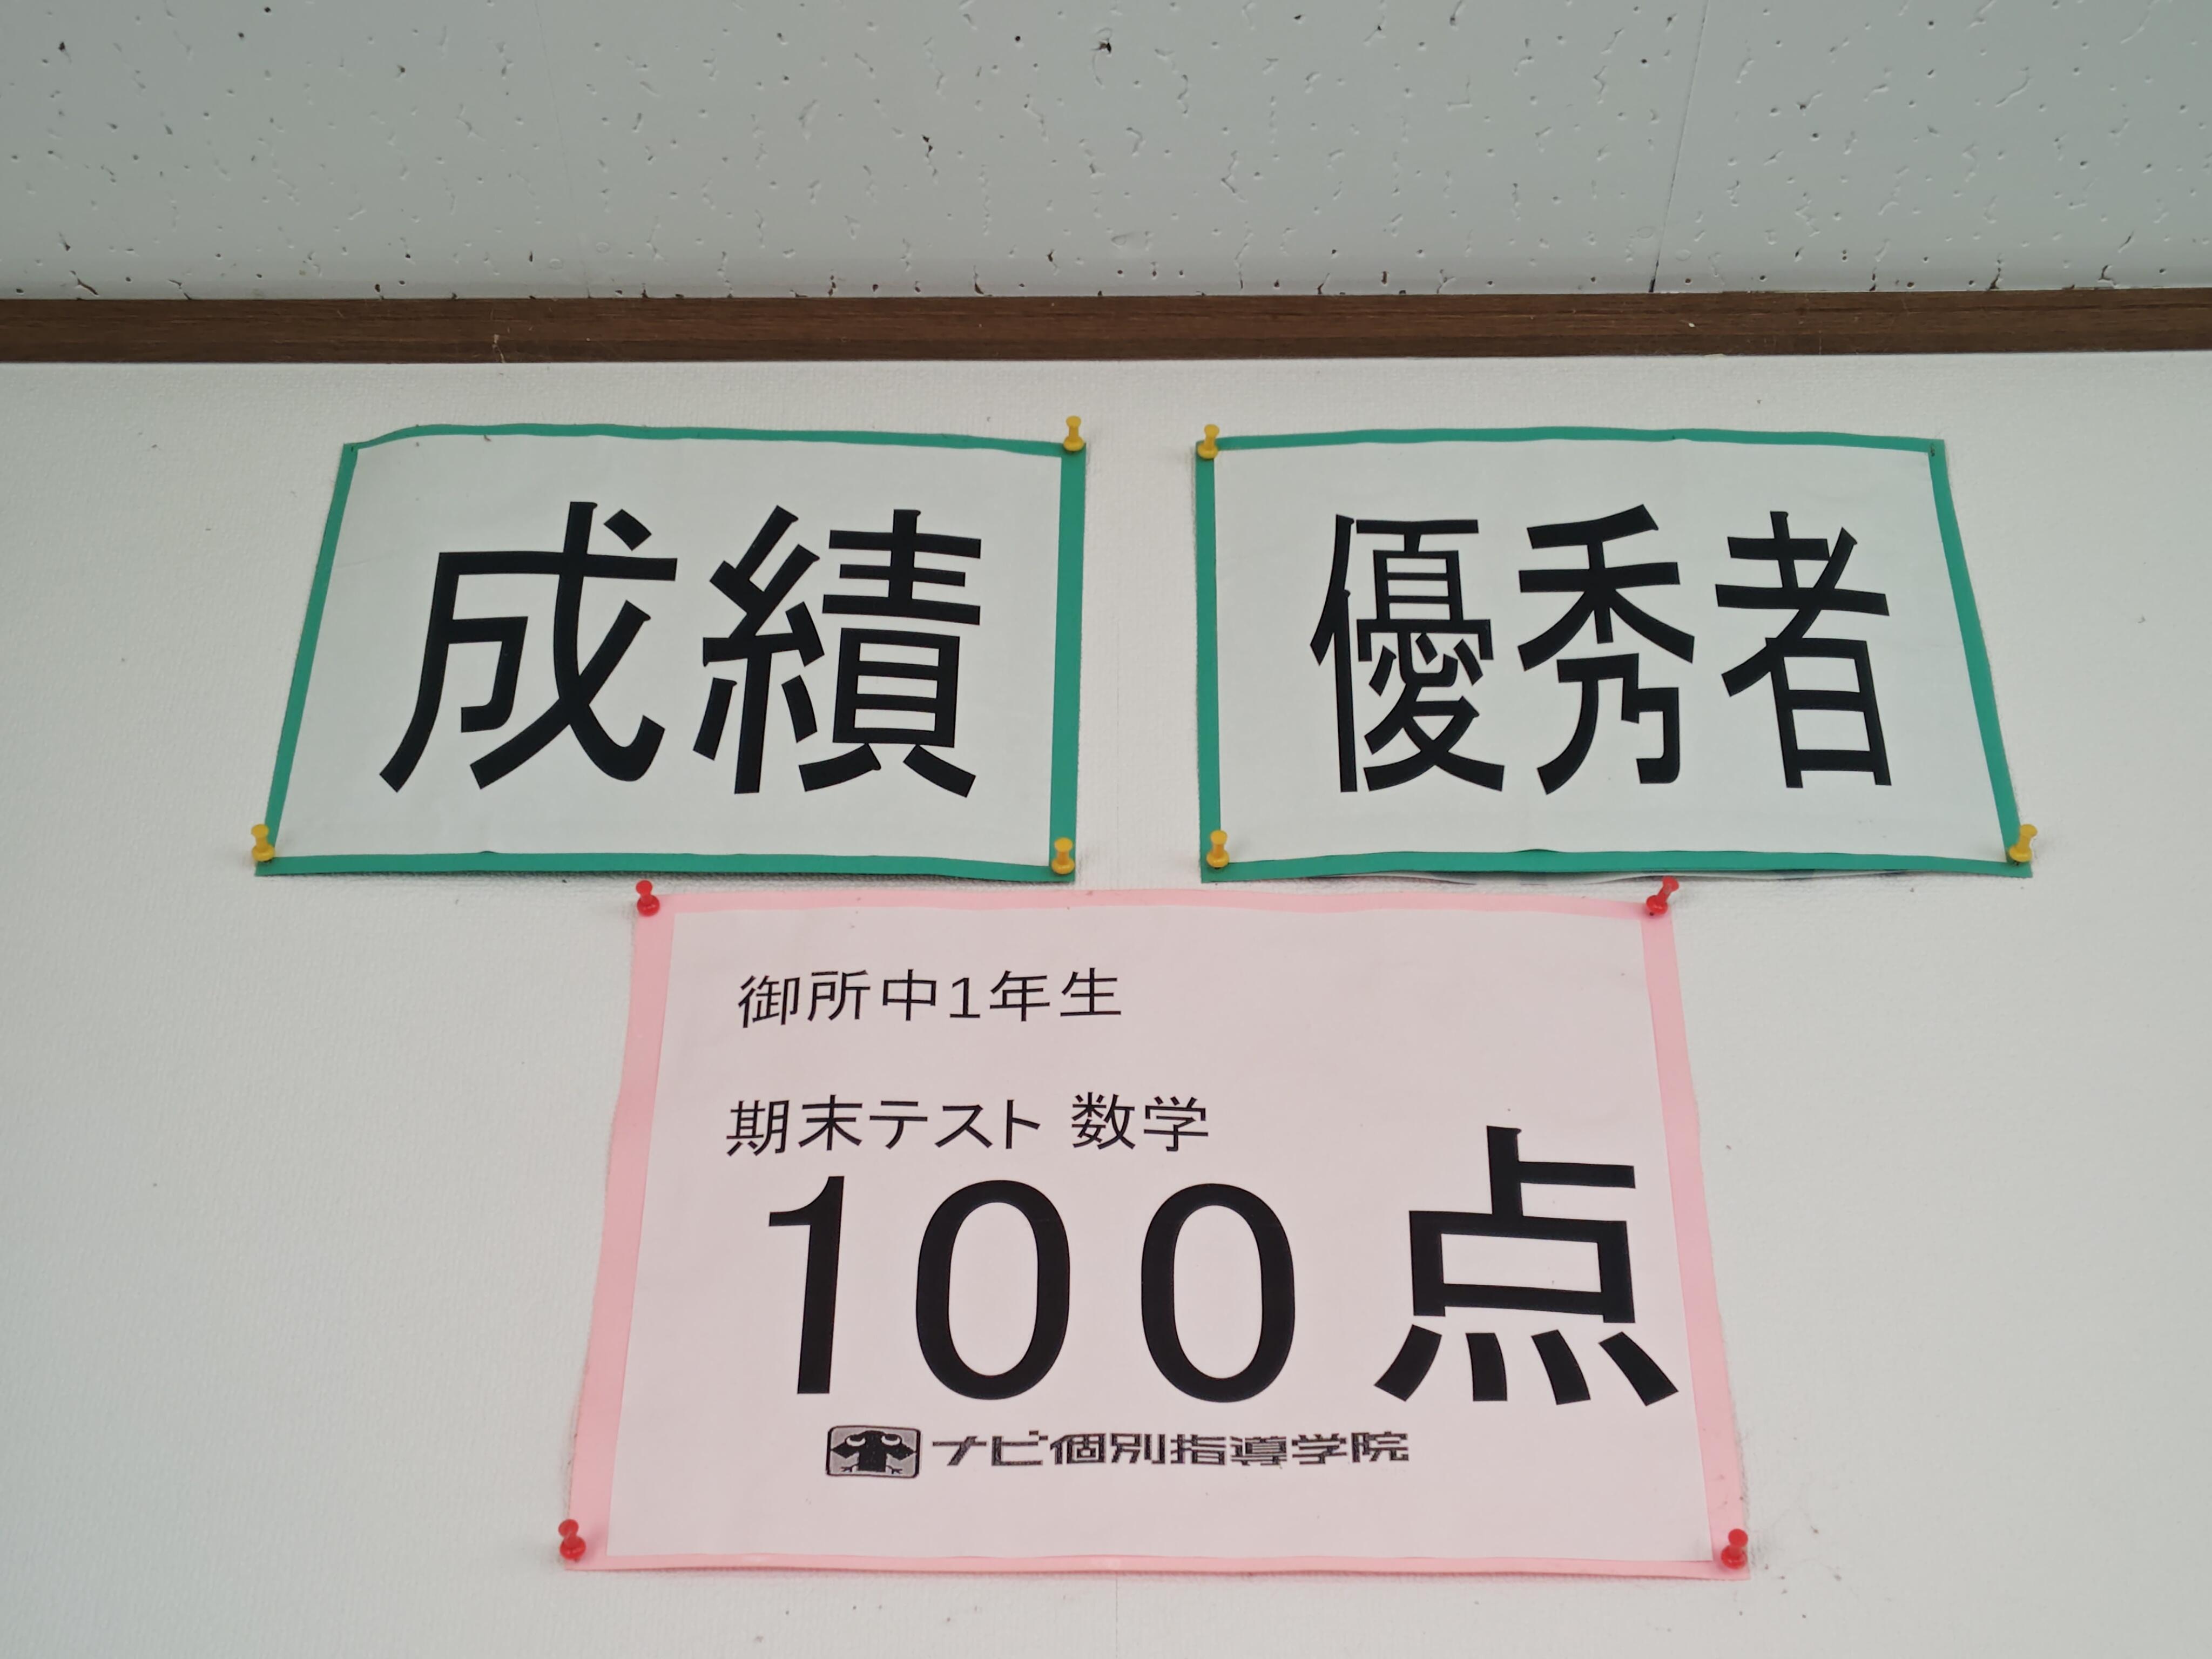 成績 優秀者
御所中1年生
期末テスト 数学
100点
ナビ個別指導学院